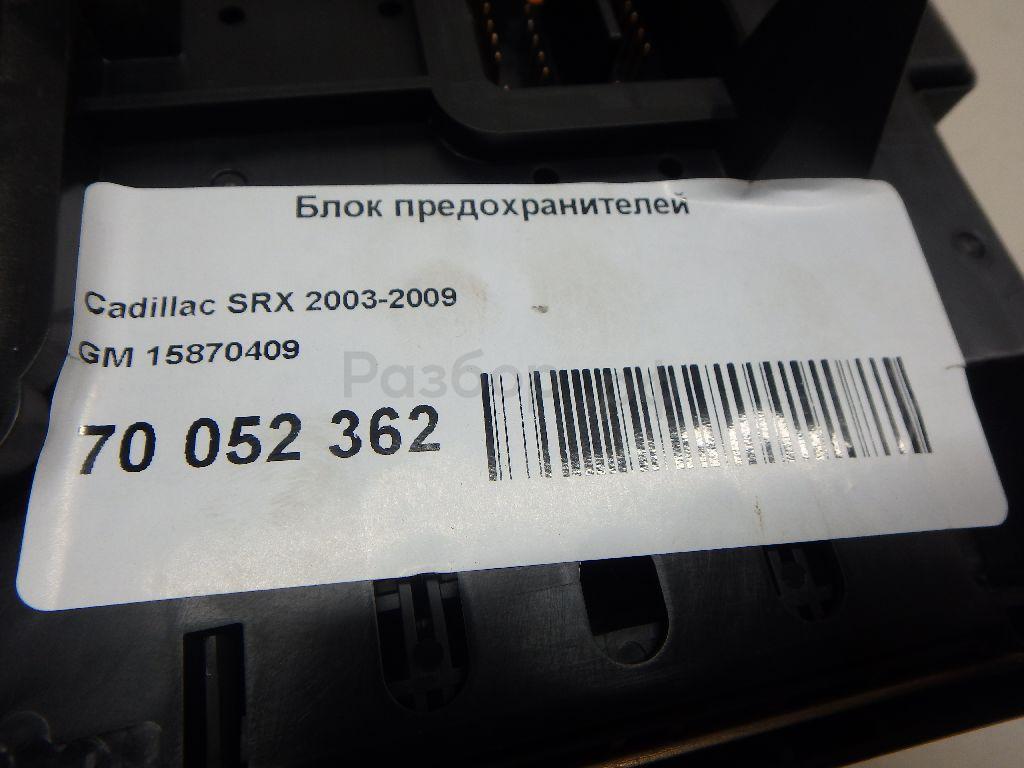 Блок предохранителей
Cadillac SRX 2003-2009
GM 15870409
70 052 362